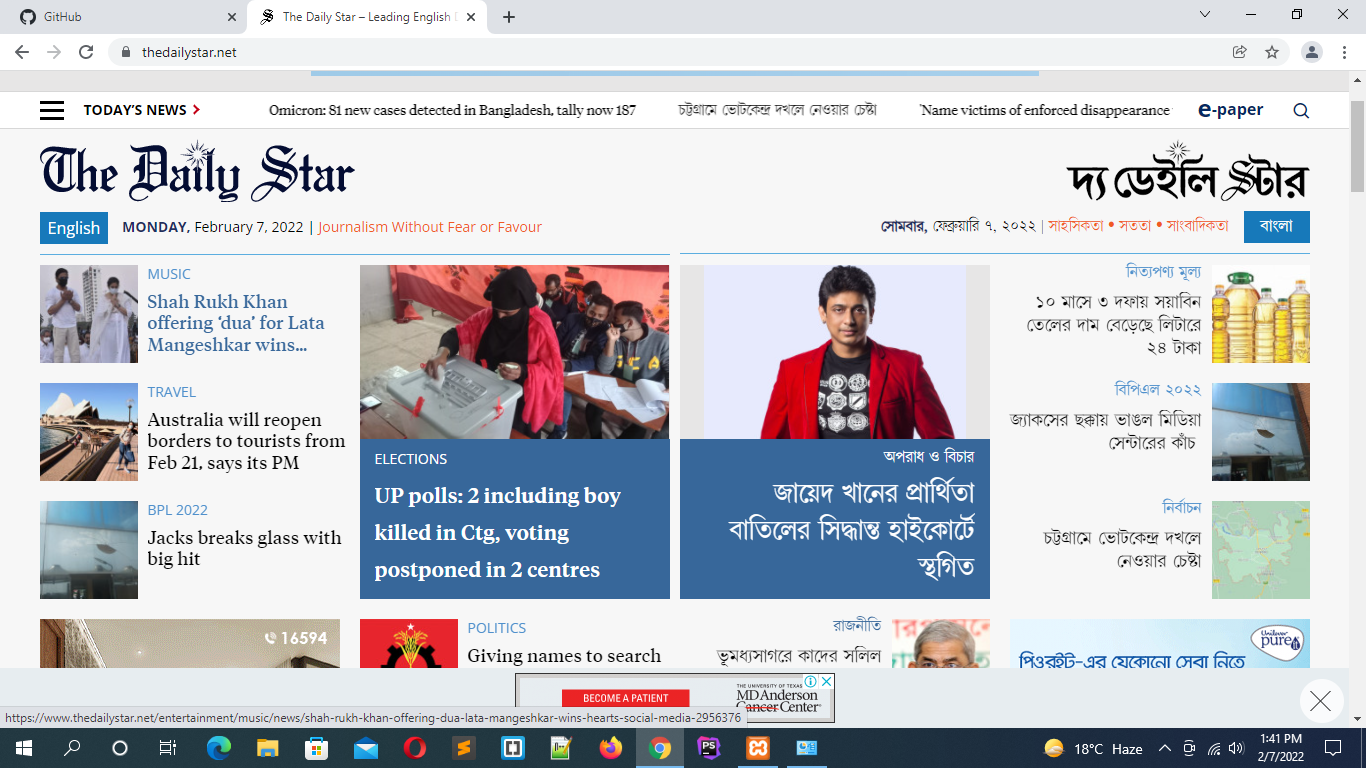 GitHub
The Daily Star – Leading English D
thedailystar.net
TODAY'S NEWS
Omicron: 81 new cases detected in Bangladesh, tally now 187
চট্টগ্রামে ভোটকেন্দ্র দখলে নেওয়ার চেষ্টা
'Name victims of enforced disappearance
e-paper
The Daily Star
দ্য ডেইলি স্টার
English
MONDAY, February 7, 2022 | Journalism Without Fear or Favour
সোমবার, ফেব্রুয়ারি ৭, ২০২২ | সাহসিকতা • সততা • সাংবাদিকতা
বাংলা
MUSIC
Shah Rukh Khan
offering ‘dua’ for Lata
Mangeshkar wins...
TRAVEL
Australia will reopen
borders to tourists from
Feb 21, says its PM
BPL 2022
Jacks breaks glass with
big hit
ELECTIONS
UP polls: 2 including boy
killed in Ctg, voting
postponed in 2 centres
অপরাধ ও বিচার
জায়েদ খানের প্রার্থিতা
বাতিলের সিদ্ধান্ত হাইকোর্টে
স্থগিত
নিত্যপণ্য মূল্য
১০ মাসে ৩ দফায় সয়াবিন
তেলের দাম বেড়েছে লিটারে
২৪ টাকা
বিপিএল ২০২২
জ্যাকসের ছক্কায় ভাঙল মিডিয়া
সেন্টারের কাঁচ
নির্বাচন
চট্টগ্রামে ভোটকেন্দ্র দখলে
নেওয়ার চেষ্টা
16594
POLITICS
Giving names to search
রাজনীতি
ভূমধ্যসাগরে কাদের সলিল
Unilever
pureit
পিওরইট-এর যেকোনো সেবা নিতে
BECOME A PATIENT
THE UNIVERSITY OF TEXAS
MD Anderson
Cancer Center
https://www.thedailystar.net/entertainment/music/news/shah-rukh-khan-offering-dua-lata-mangeshkar-wins-hearts-social-media-2956376
18°C Haze
1:41 PM
2/7/2022